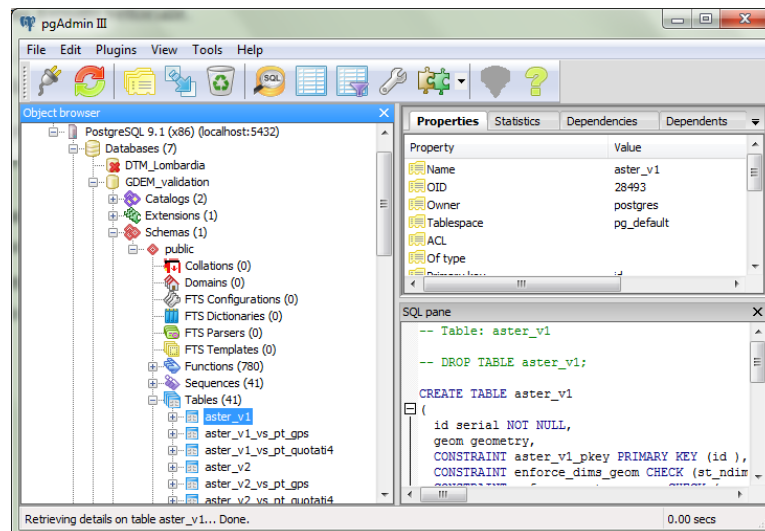 pgAdmin III
File Edit Plugins View Tools Help
SQL
Object browser
PostgreSQL 9.1 (x86) (localhost:5432)
Databases (7)
DTM_Lombardia
GDEM_validation
Catalogs (2)
Extensions (1)
Schemas (1)
public
Collations (0)
Domains (0)
FTS Configurations (0)
FTS Dictionaries (0)
FTS Parsers (0)
FTS Templates (0)
Functions (780)
Sequences (41)
Tables (41)
aster_v1
aster_v1_vs_pt_gps
aster_v1_vs_pt_quotati4
aster_v2
aster_v2_vs_pt_gps
aster_v2_vs_pt_quotati4
Properties Statistics Dependencies Dependents
Property Value
Name aster_v1
OID 28493
Owner postgres
Tablespace pg_default
ACL
Of type
Primary key id
SQL pane
-- Table: aster_v1
-- DROP TABLE aster_v1;
CREATE TABLE aster_v1
(
id serial NOT NULL,
geom geometry,
CONSTRAINT aster_v1_pkey PRIMARY KEY (id ),
CONSTRAINT enforce_dims_geom CHECK (st_ndim
Retrieving details on table aster_v1... Done. 0.00 secs